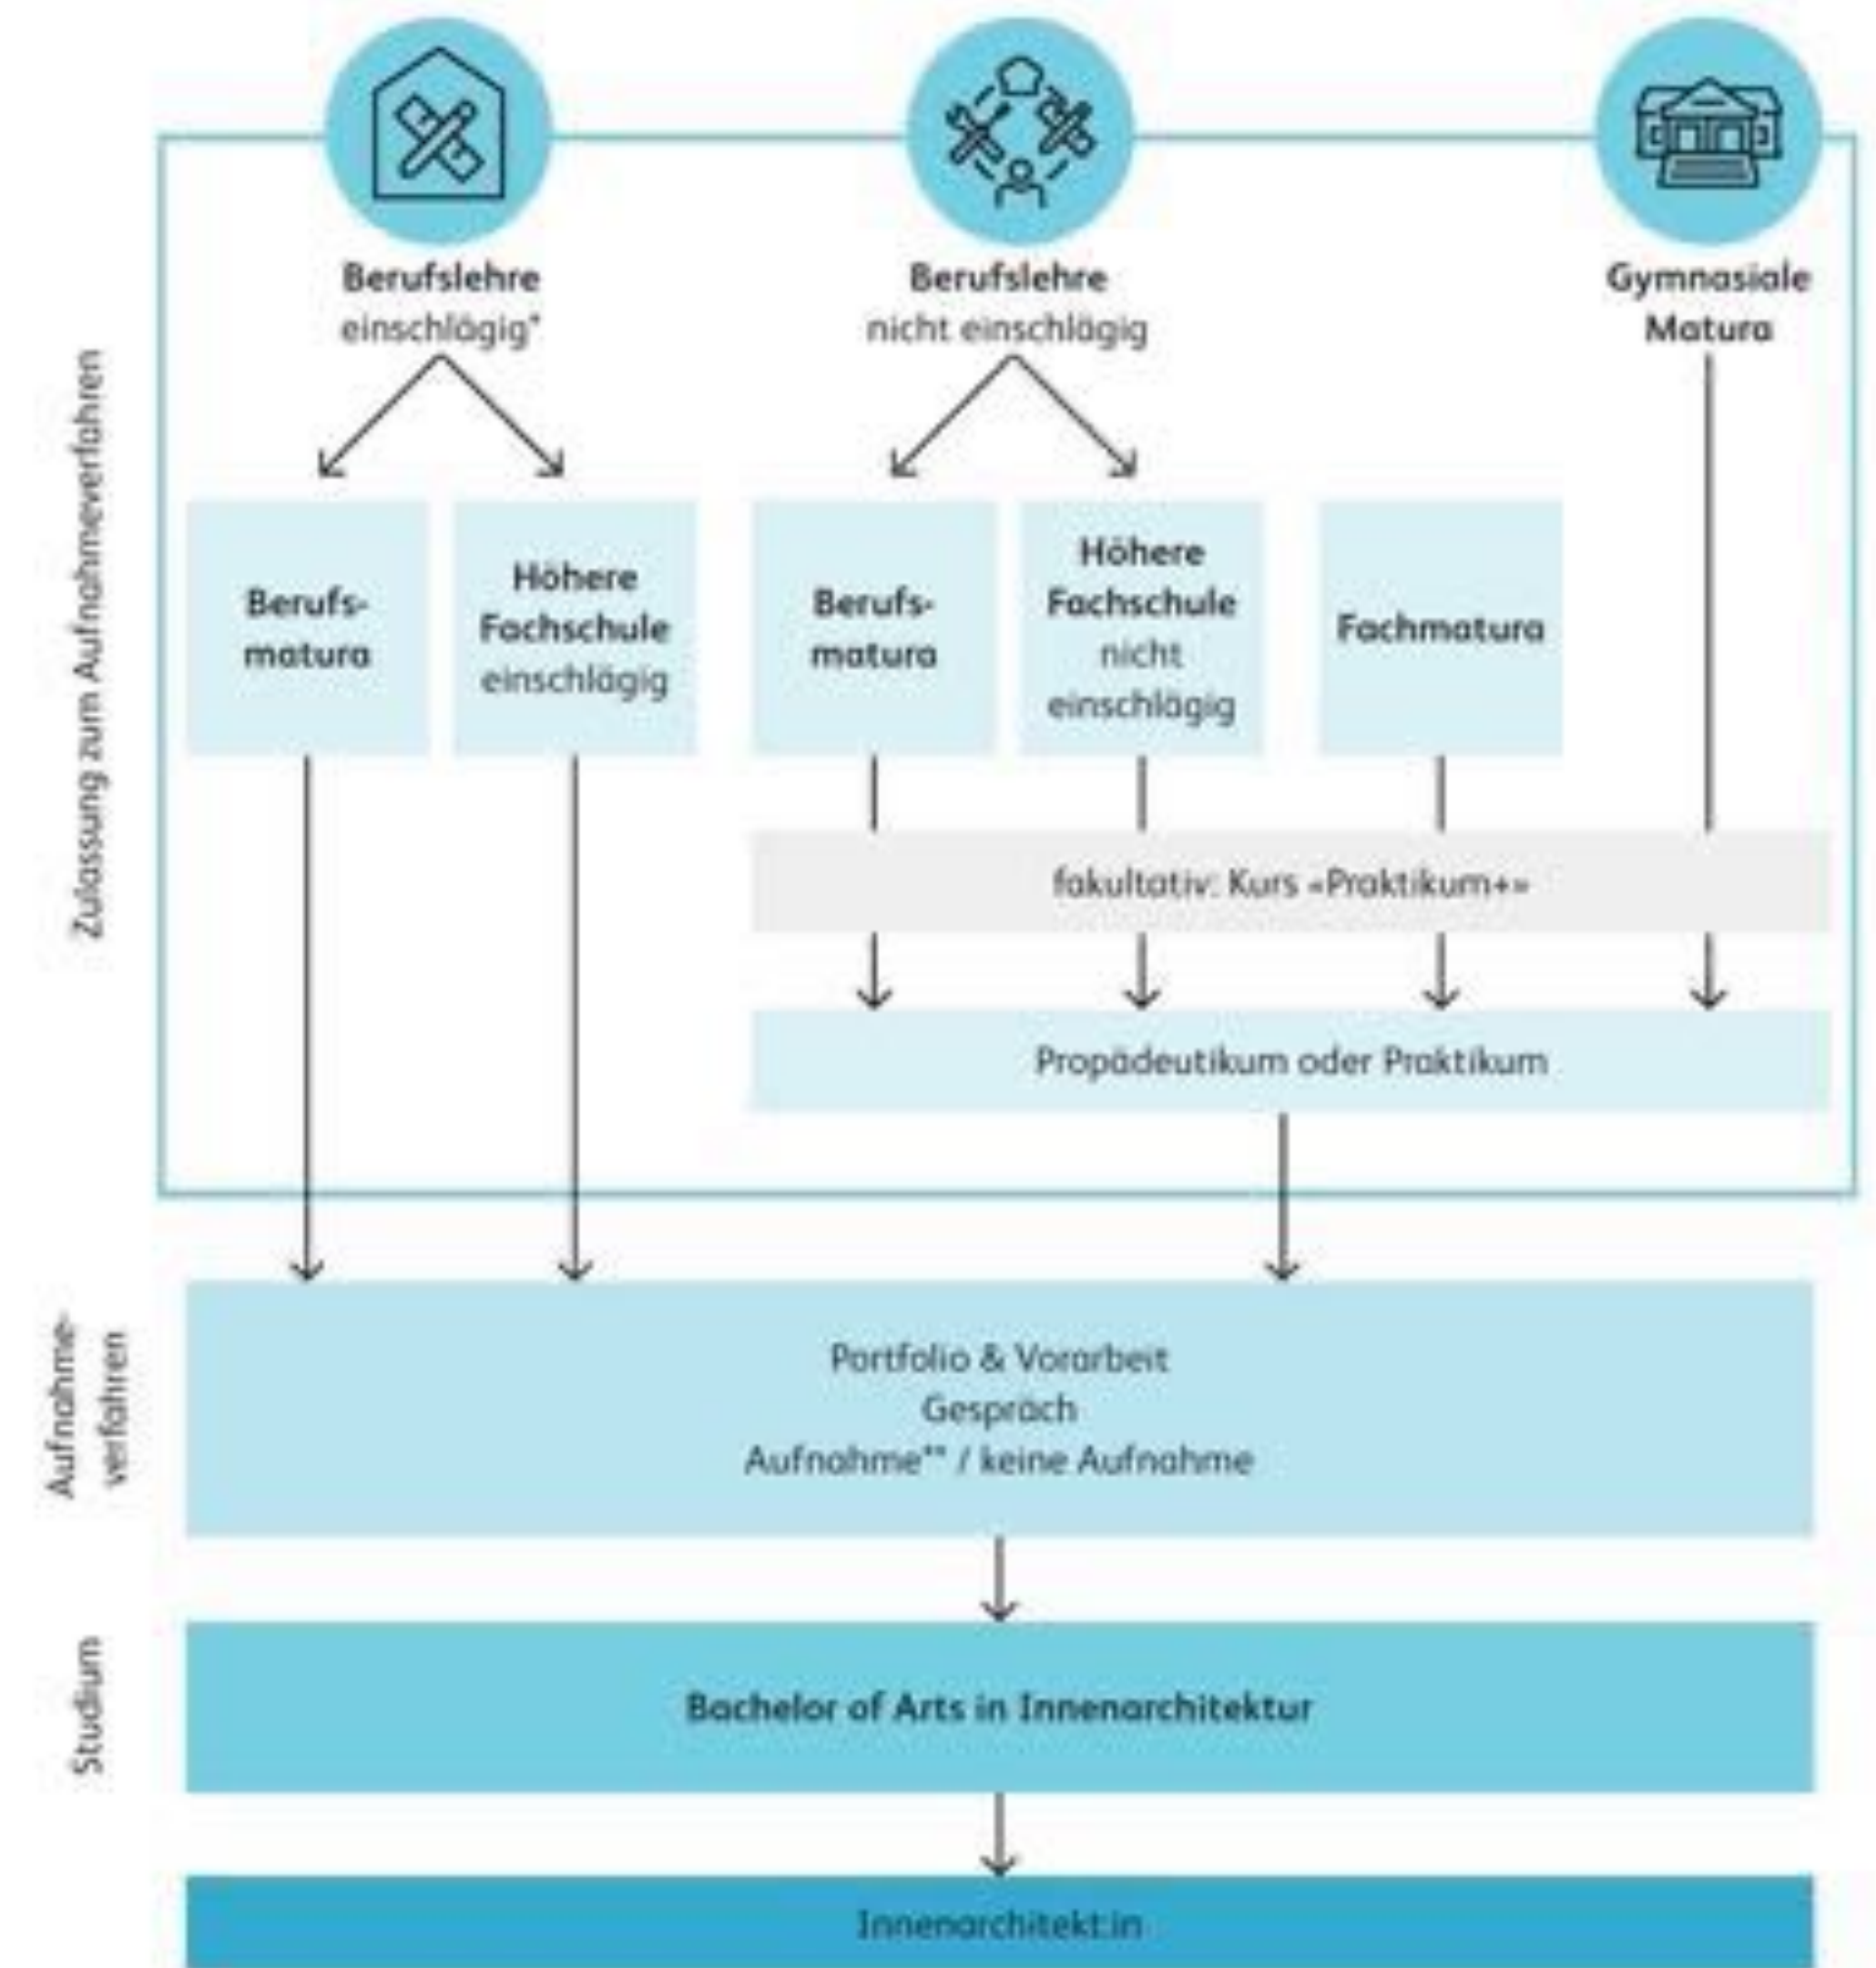 Berufslehre
einschlägig*
Berufslehre
nicht einschlägig
Gymnasiale
Matura
Zulassung zum Aufnahmeverfahren
Berufs-
matura
Höhere
Fachschule
einschlägig
Berufs-
matura
Höhere
Fachschule
nicht
einschlägig
Fachmatura
fakultativ: Kurs «Praktikum+»
Propädeutikum oder Praktikum
Aufnahme-
verfahren
Portfolio & Vorarbeit
Gespräch
Aufnahme** / keine Aufnahme
Studium
Bachelor of Arts in Innenarchitektur
Innenarchitekt:in